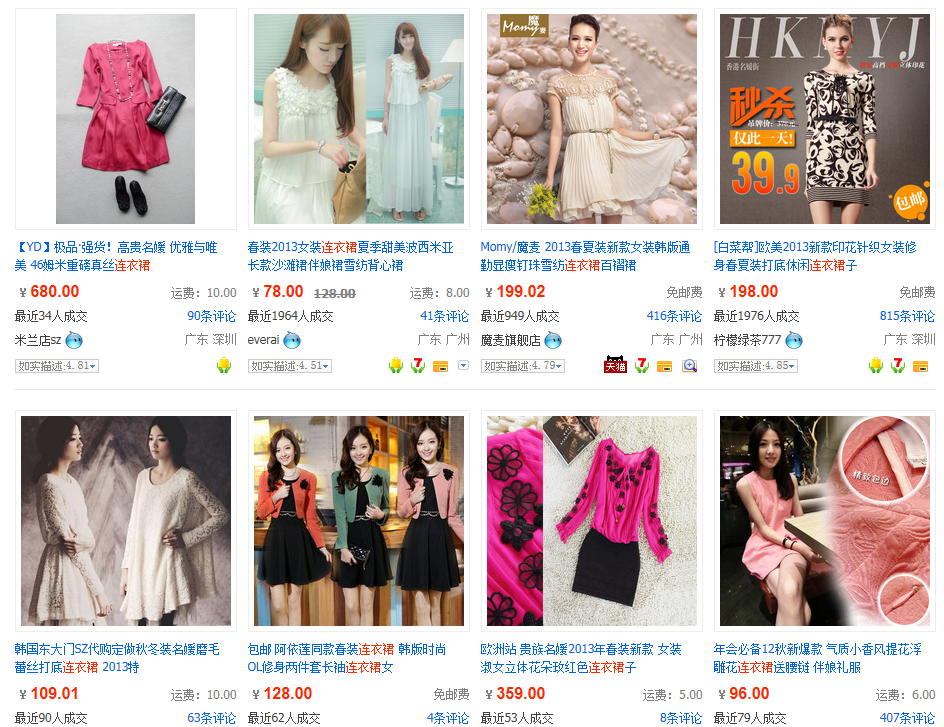 魔
Momy麦
HKMYJ
香港名媛街
秒杀
吊牌价:
仅此一天!
39.9
包邮
【YD】极品·强货！高贵名媛 优雅与唯
美 46姆米重磅真丝连衣裙
¥ 680.00 运费：10.00
最近34人成交 90条评论
米兰店sz 广东 深圳
如实描述:4.81
春装2013女装连衣裙夏季甜美波西米亚
长款沙滩裙伴娘裙雪纺背心裙
¥ 78.00 128.00 运费：8.00
最近1964人成交 41条评论
everai 广东 广州
如实描述:4.51
7
Momy/魔麦 2013春夏装新款女装韩版通
勤显瘦钉珠雪纺连衣裙百褶裙
¥ 199.02 免邮费
最近949人成交 416条评论
魔麦旗舰店 广东 广州
如实描述:4.79
天猫
7
[白菜帮]欧美2013新款印花针织女装修
身春夏装打底休闲连衣裙子
¥ 198.00 免邮费
最近1976人成交 815条评论
柠檬绿茶777 广东 深圳
如实描述:4.85
7
精致包边
韩国东大门SZ代购定做秋冬装名媛磨毛
蕾丝打底连衣裙 2013特
¥ 109.01 运费：10.00
最近90人成交 63条评论
包邮 阿依莲同款春装连衣裙 韩版时尚
OL修身两件套长袖连衣裙女
¥ 128.00 免邮费
最近62人成交 4条评论
欧洲站 贵族名媛2013年春装新款 女装
淑女立体花朵玫红色连衣裙子
¥ 359.00 运费：5.00
最近53人成交 8条评论
年会必备12秋新爆款 气质小香风提花浮
雕花连衣裙送腰链 伴娘礼服
¥ 96.00 运费：6.00
最近79人成交 407条评论